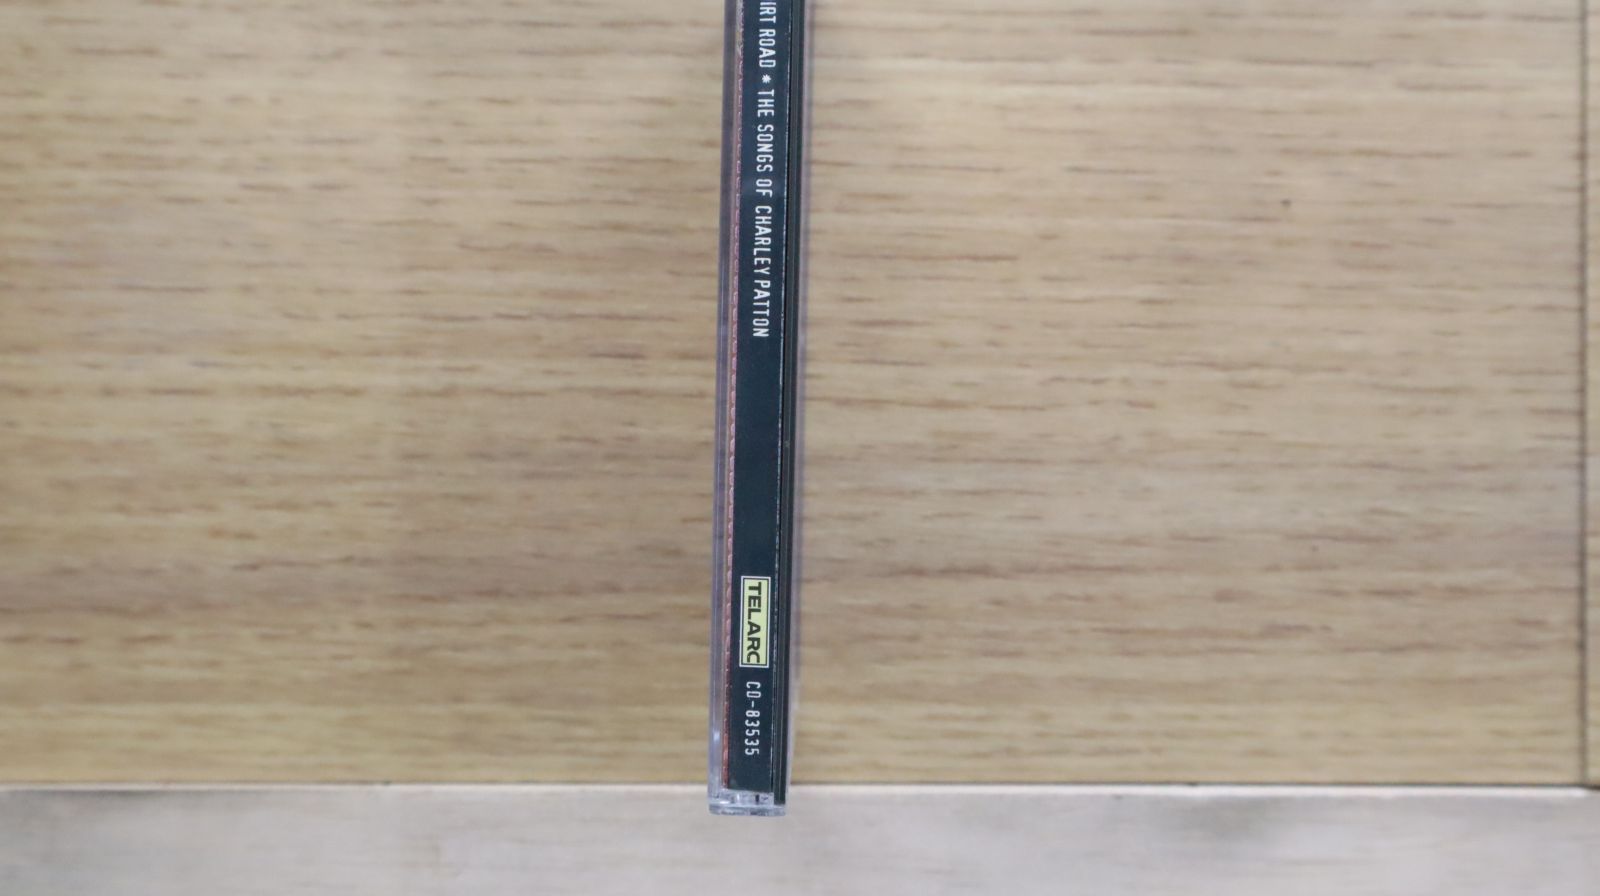 IRT ROAD * THE SONGS OF CHARLEY PATTON
TELARC
CD-83535